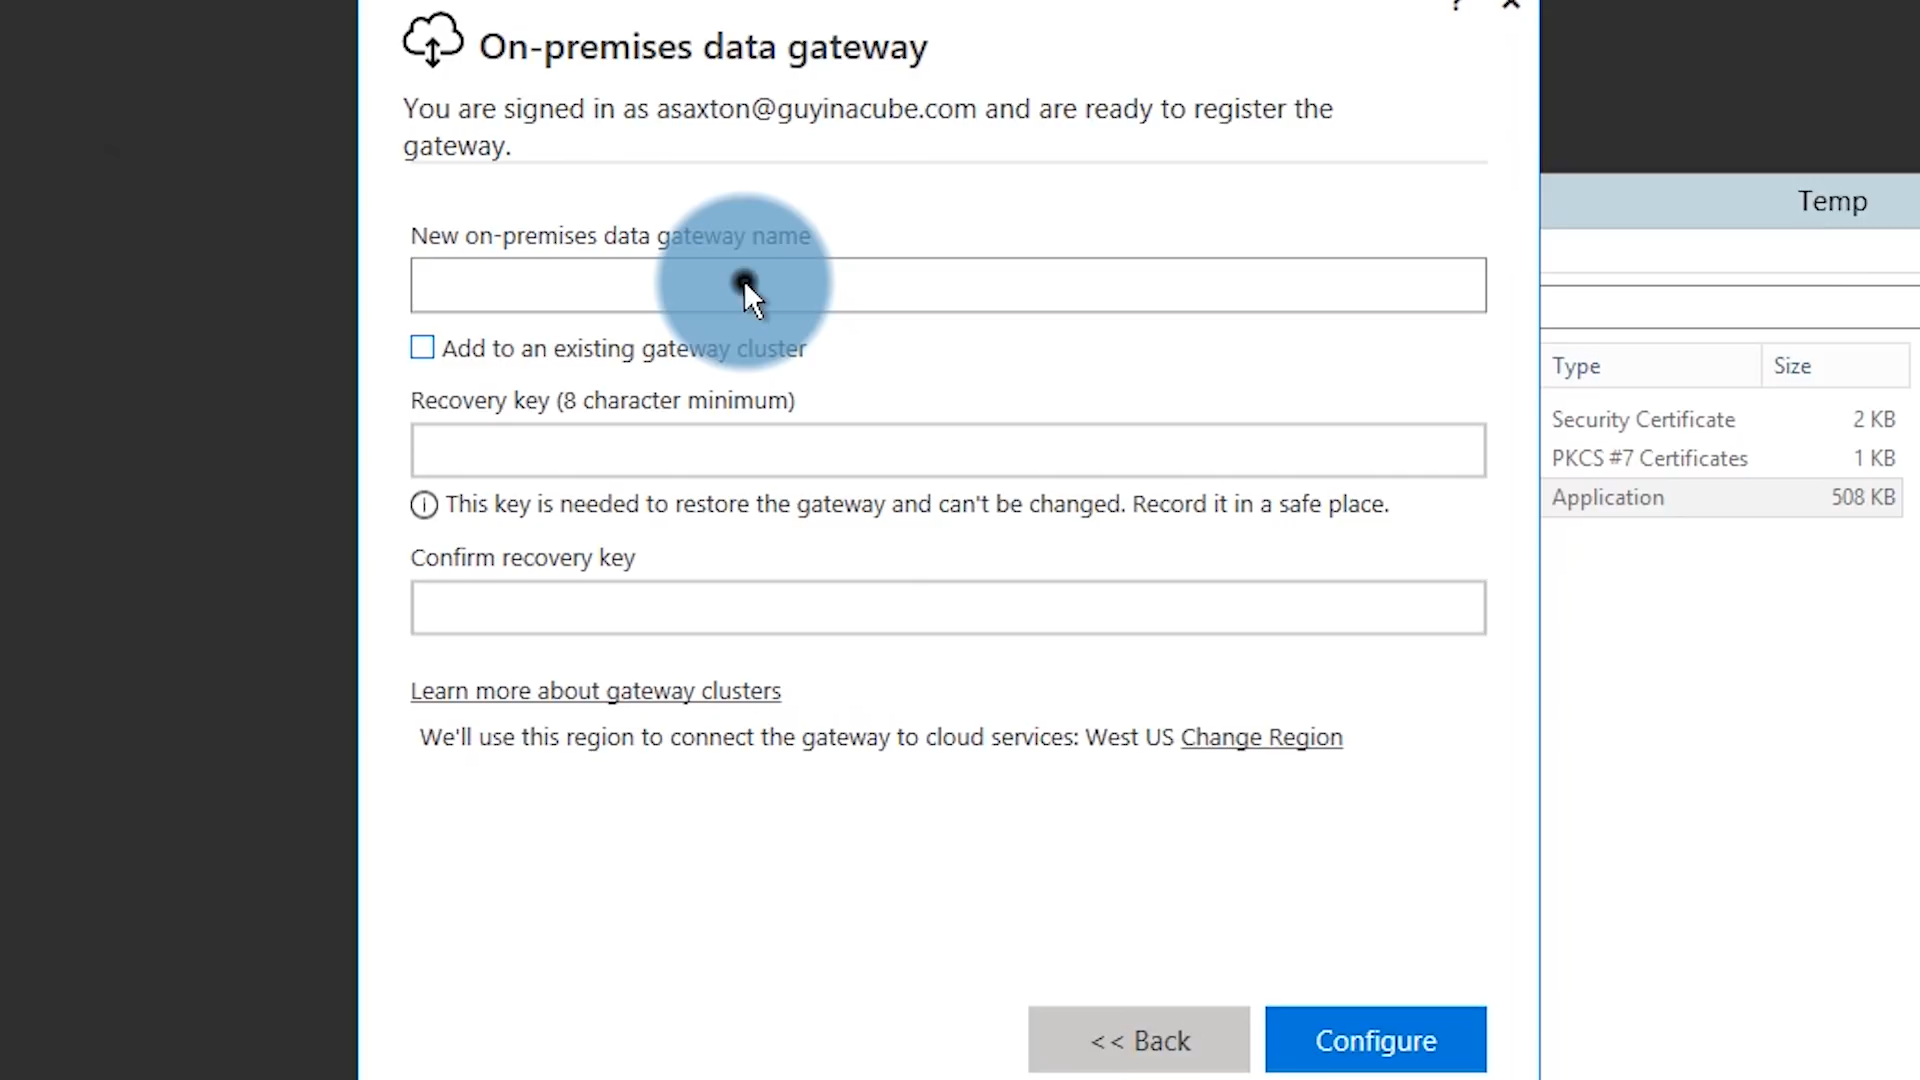 ?
On-premises data gateway
You are signed in as asaxton@guyinacube.com and are ready to register the
gateway.
New on-premises data gateway name
Add to an existing gateway cluster
Recovery key (8 character minimum)
This key is needed to restore the gateway and can't be changed. Record it in a safe place.
Confirm recovery key
Learn more about gateway clusters
We'll use this region to connect the gateway to cloud services: West US Change Region
<< Back
Configure
Temp
Type Size
Security Certificate 2 KB
PKCS #7 Certificates 1 KB
Application 508 KB